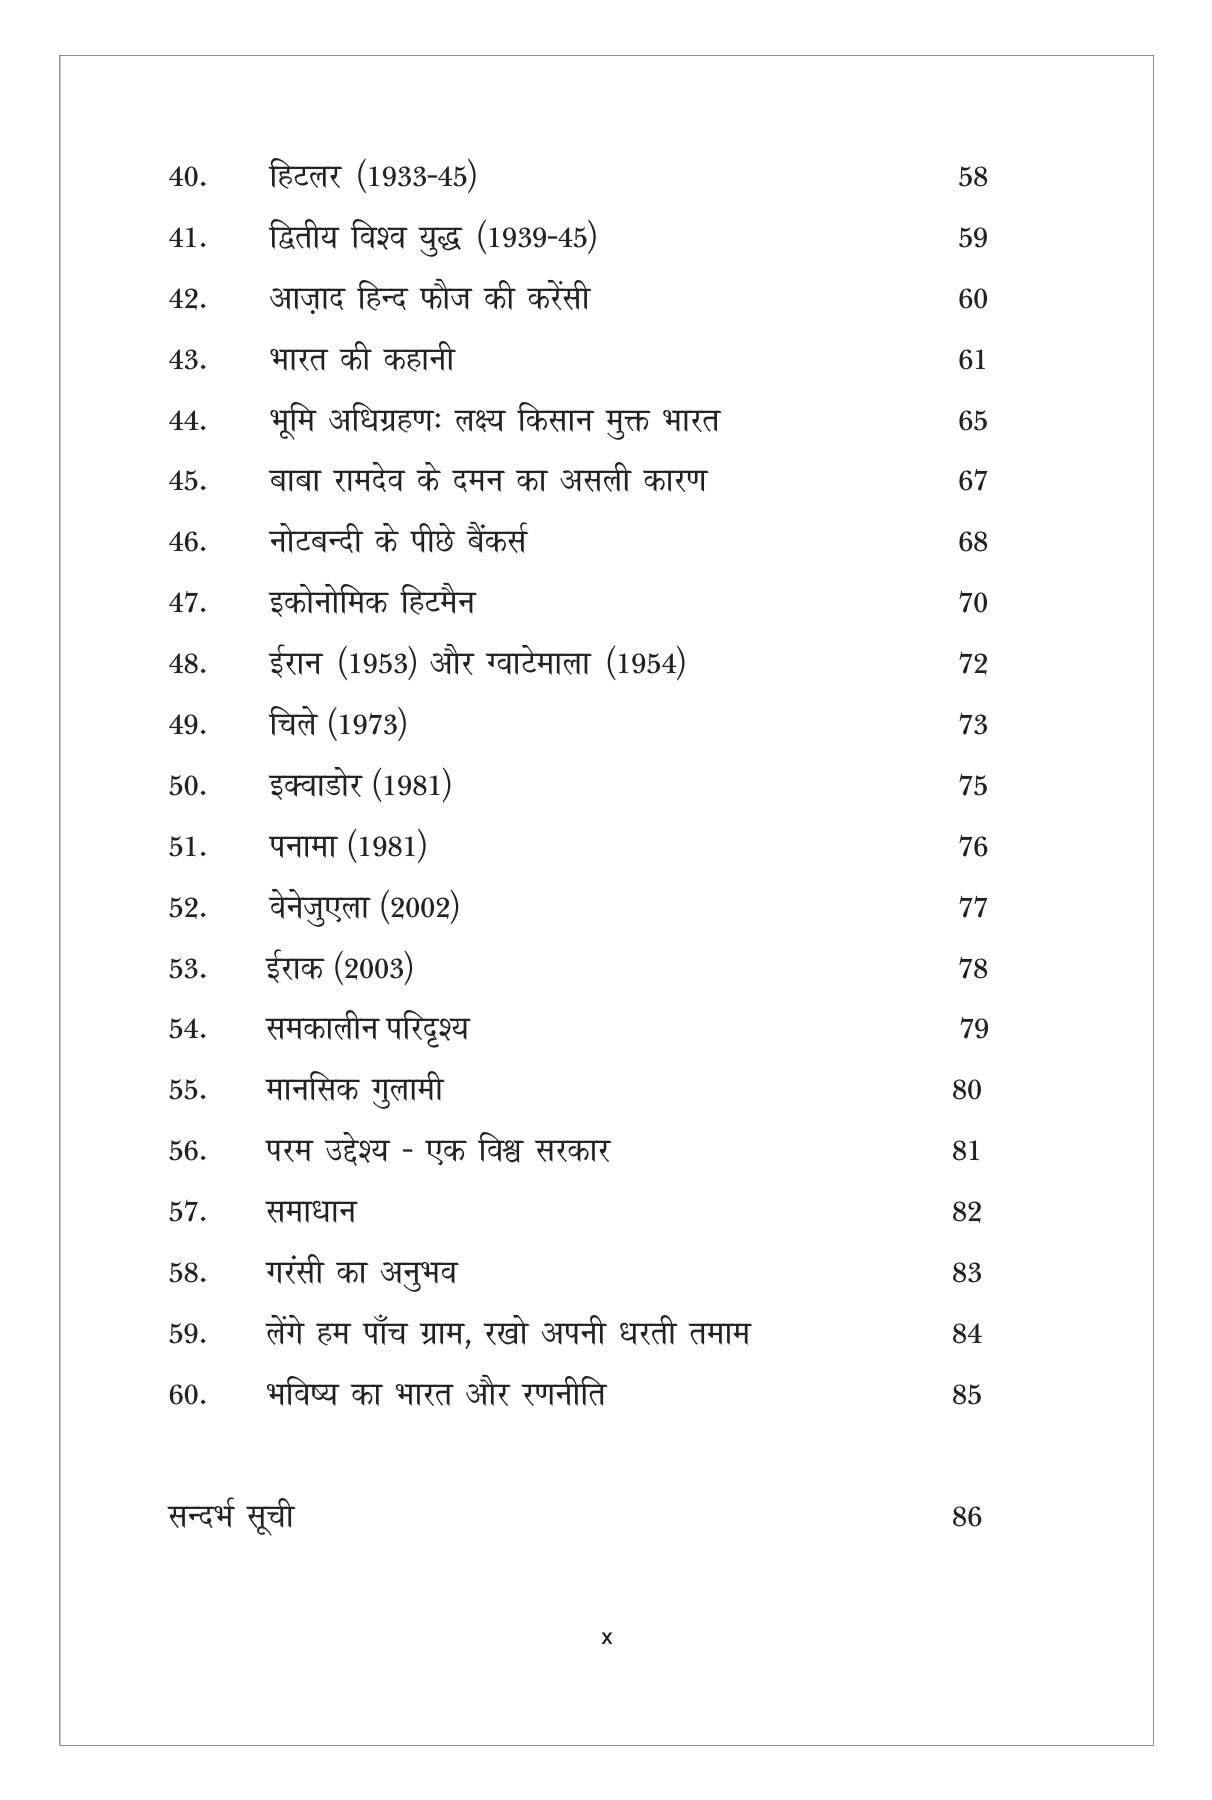 40. हिटलर (1933-45) 58
41. द्वितीय विश्व युद्ध (1939-45) 59
42. आज़ाद हिन्द फौज की करेंसी 60
43. भारत की कहानी 61
44. भूमि अधिग्रहणः लक्ष्य किसान मुक्त भारत 65
45. बाबा रामदेव के दमन का असली कारण 67
46. नोटबन्दी के पीछे बैंकर्स 68
47. इकोनोमिक हिटमैन 70
48. ईरान (1953) और ग्वाटेमाला (1954) 72
49. चिले (1973) 73
50. इक्वाडोर (1981) 75
51. पनामा (1981) 76
52. वेनेजुएला (2002) 77
53. ईराक (2003) 78
54. समकालीन परिदृश्य 79
55. मानसिक गुलामी 80
56. परम उद्देश्य - एक विश्व सरकार 81
57. समाधान 82
58. गरंसी का अनुभव 83
59. लेंगे हम पाँच ग्राम, रखो अपनी धरती तमाम 84
60. भविष्य का भारत और रणनीति 85
सन्दर्भ सूची 86
x